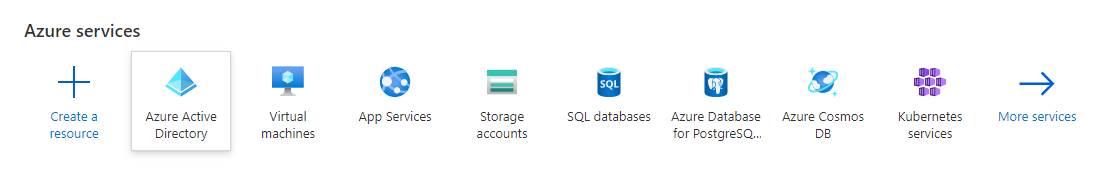 Azure services
Create a
resource
Azure Active
Directory
Virtual
machines
App Services
Storage
accounts
SQL
SQL databases
Azure Database
for PostgreSQ...
Azure Cosmos
DB
Kubernetes
services
More services